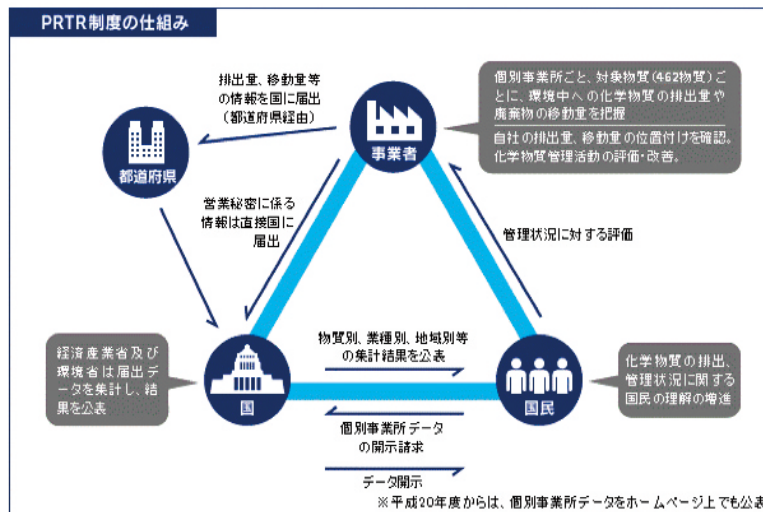 PRTR制度の仕組み
排出量、移動量等
の情報を国に届出
(都道府県経由)
事業者
個別事業所ごと、対象物質(462物質)ご
とに、環境中への化学物質の排出量や
廃棄物の移動量を把握
自社の排出量、移動量の位置付けを確認。
化学物質管理活動の評価・改善。
都道府県
営業秘密に係る
情報は直接国に
届出
管理状況に対する評価
経済産業省及び
環境省は届出デ
ータを集計し、結
果を公表
国
物質別、業種別、地域別等
の集計結果を公表
国民
化学物質の排出、
管理状況に関する
国民の理解の増進
個別事業所データ
の開示請求
データ開示
※平成20年度からは、個別事業所データをホームページ上でも公表